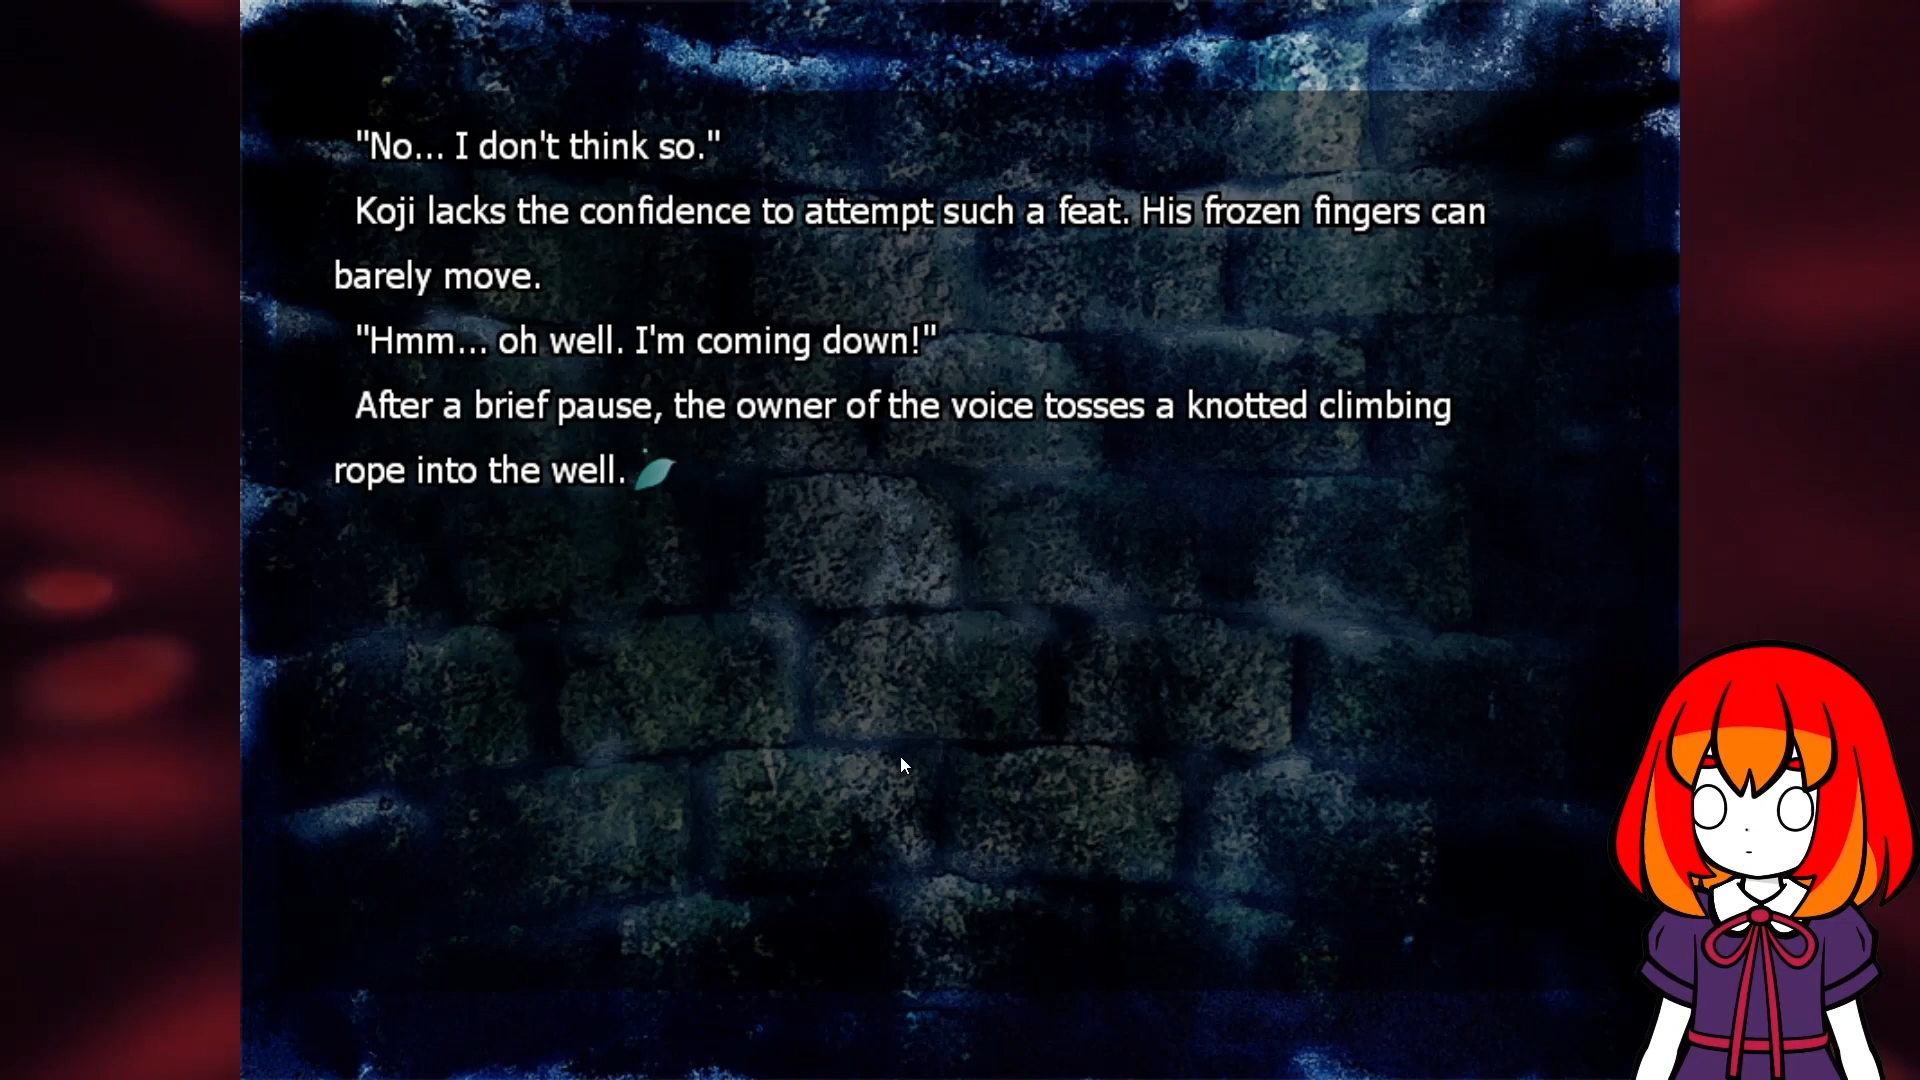 "No... I don't think so."
Koji lacks the confidence to attempt such a feat. His frozen fingers can
barely move.
"Hmm... oh well. I'm coming down!"
After a brief pause, the owner of the voice tosses a knotted climbing
rope into the well.